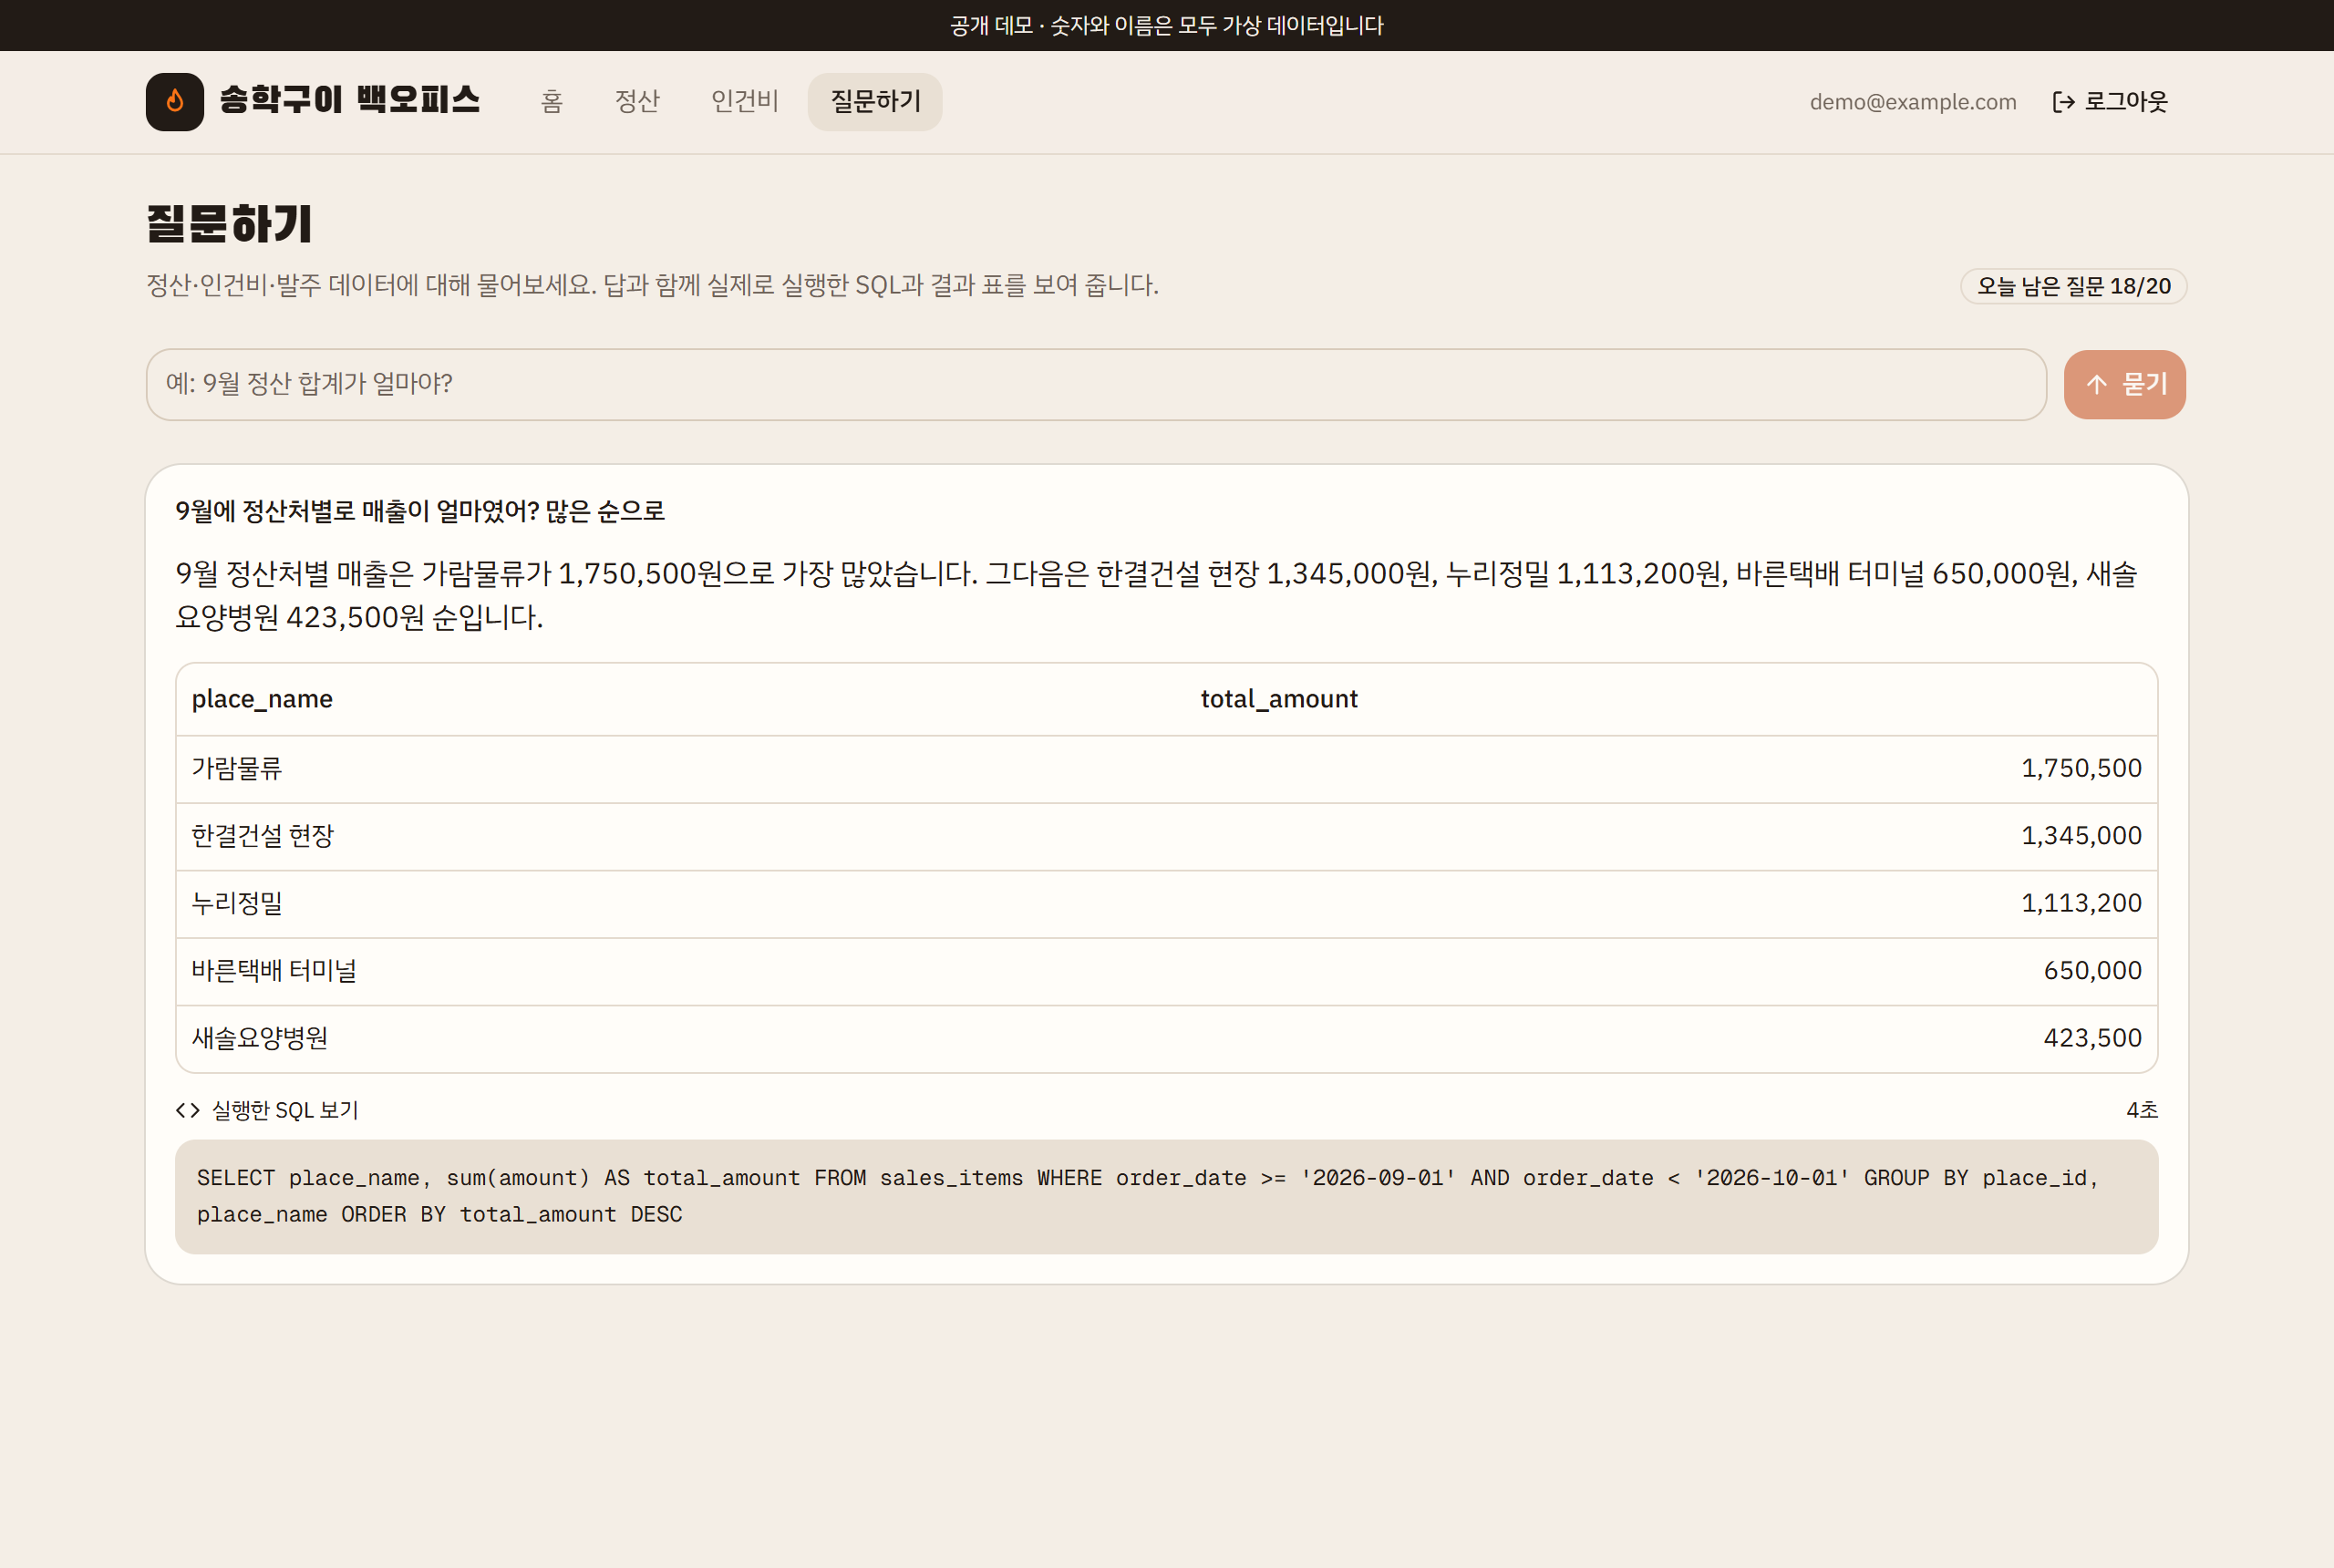 공개 데모 · 숫자와 이름은 모두 가상 데이터입니다
송학구이 백오피스
홈
정산
인건비
질문하기
demo@example.com
로그아웃
질문하기
정산·인건비·발주 데이터에 대해 물어보세요. 답과 함께 실제로 실행한 SQL과 결과 표를 보여 줍니다.
오늘 남은 질문 18/20
예: 9월 정산 합계가 얼마야?
묻기
9월에 정산처별로 매출이 얼마였어? 많은 순으로
9월 정산처별 매출은 가람물류가 1,750,500원으로 가장 많았습니다. 그다음은 한결건설 현장 1,345,000원, 누리정밀 1,113,200원, 바른택배 터미널 650,000원, 새솔
요양병원 423,500원 순입니다.
place_name total_amount
가람물류 1,750,500
한결건설 현장 1,345,000
누리정밀 1,113,200
바른택배 터미널 650,000
새솔요양병원 423,500
실행한 SQL 보기
4초
SELECT place_name, sum(amount) AS total_amount FROM sales_items WHERE order_date >= '2026-09-01' AND order_date < '2026-10-01' GROUP BY place_id,
place_name ORDER BY total_amount DESC